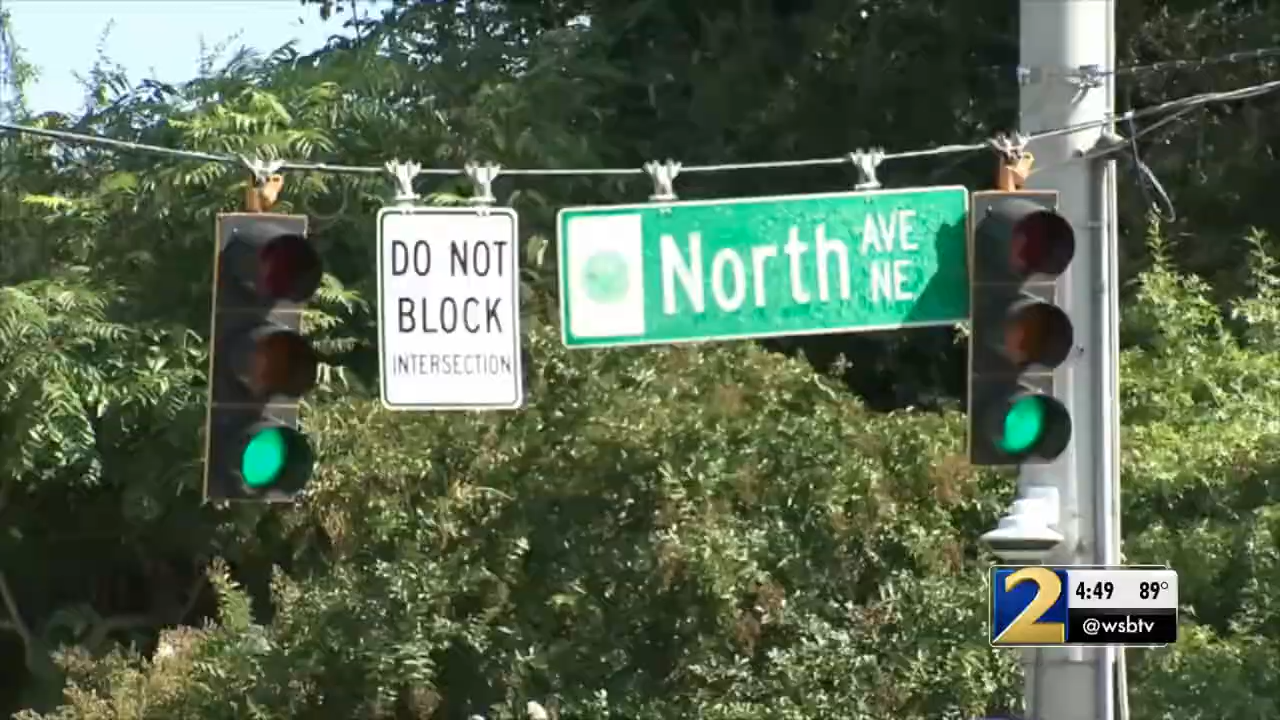 DO NOT
BLOCK
INTERSECTION
North AVE
NE
2 4:49 89°
@wsbtv